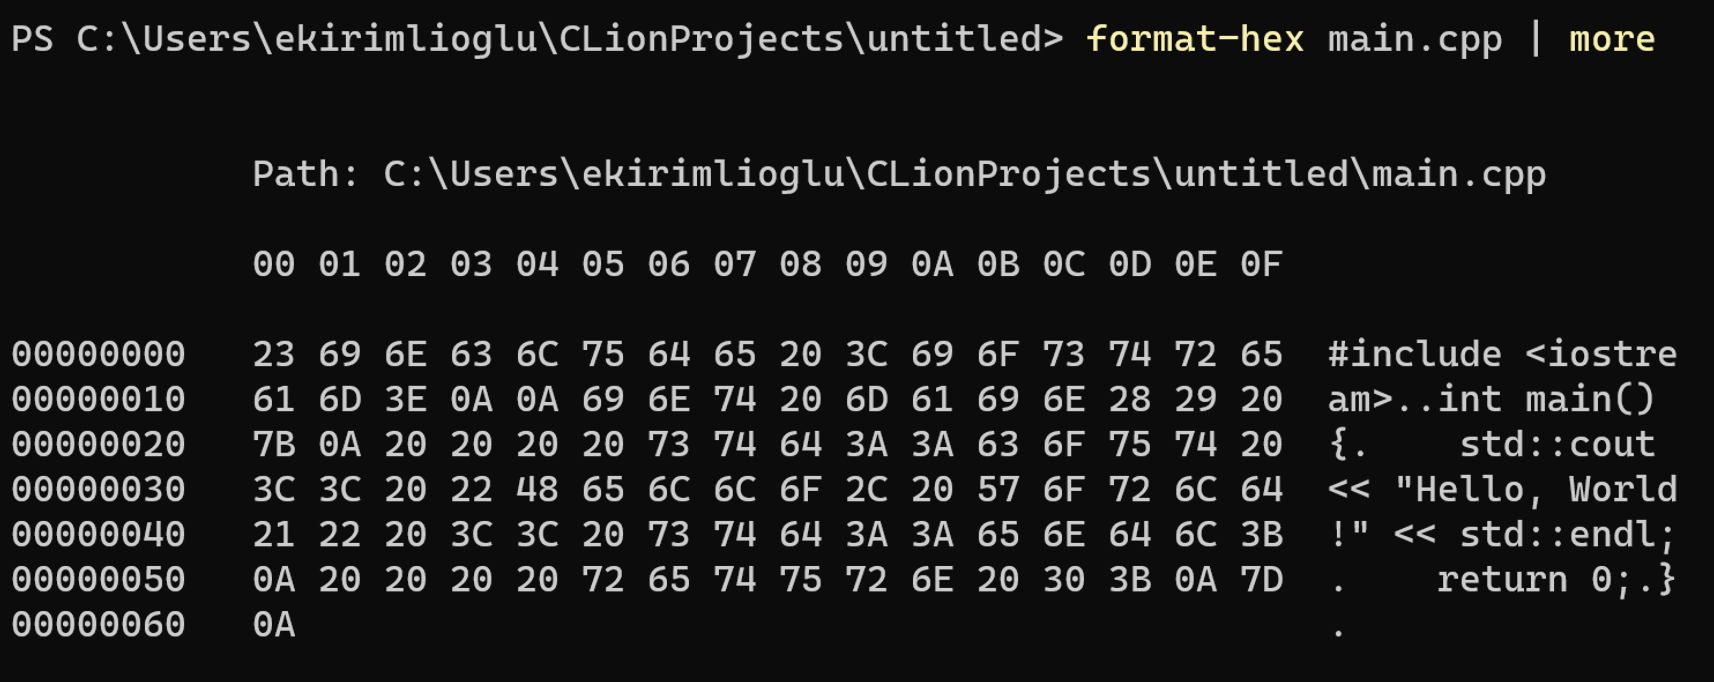 PS C:\Users\ekirimlioglu\CLionProjects\untitled> format-hex main.cpp | more
Path: C:\Users\ekirimlioglu\CLionProjects\untitled\main.cpp
00 01 02 03 04 05 06 07 08 09 0A 0B 0C 0D 0E 0F
00000000   23 69 6E 63 6C 75 64 65 20 3C 69 6F 73 74 72 65  #include <iostre
00000010   61 6D 3E 0A 0A 69 6E 74 20 6D 61 69 6E 28 29 20  am>..int main()
00000020   7B 0A 20 20 20 20 73 74 64 3A 3A 63 6F 75 74 20  {.    std::cout
00000030   3C 3C 20 22 48 65 6C 6C 6F 2C 20 57 6F 72 6C 64  << "Hello, World
00000040   21 22 20 3C 3C 20 73 74 64 3A 3A 65 6E 64 6C 3B  !" << std::endl;
00000050   0A 20 20 20 20 72 65 74 75 72 6E 20 30 3B 0A 7D  .    return 0;.}
00000060   0A                                               .